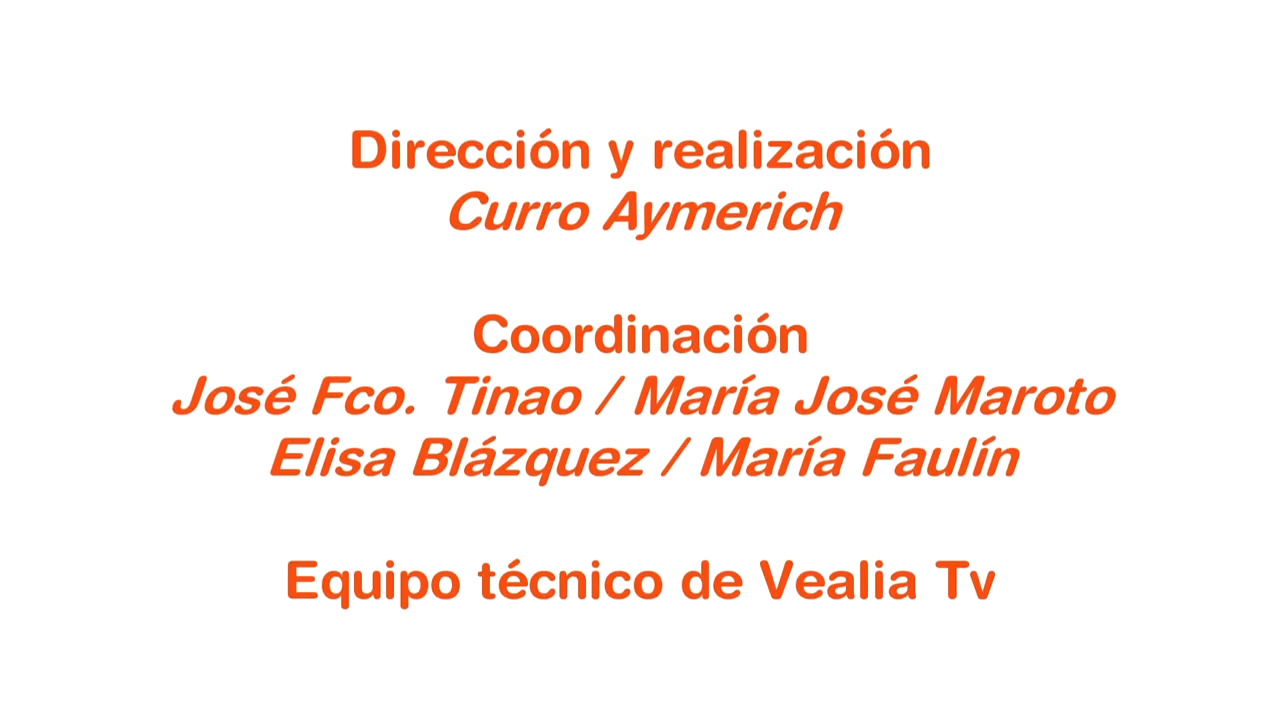 Dirección y realización
Curro Aymerich
Coordinación
José Fco. Tinao / María José Maroto
Elisa Blázquez / María Faulín
Equipo técnico de Vealia Tv